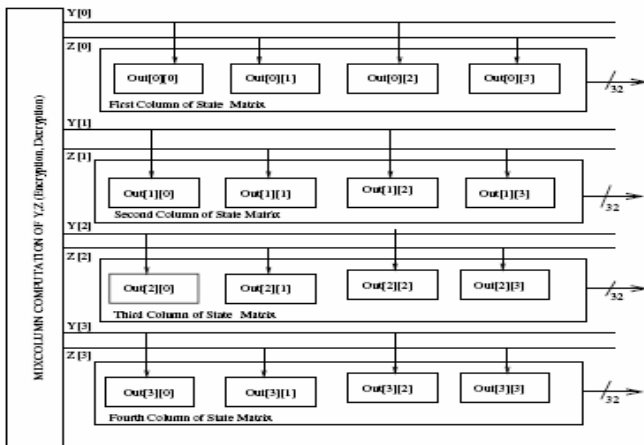 MIXCOLUMN COMPUTATION OF Y,Z (Encryption, Decryption)
Y [0]
Z [0]
Out[0][0] Out[0][1] Out[0][2] Out[0][3]
First Column of State Matrix
32
Y [1]
Z [1]
Out[1][0] Out[1][1] Out[1][2] Out[1][3]
Second Column of State Matrix
32
Y [2]
Z [2]
Out[2][0] Out[2][1] Out[2][2] Out[2][3]
Third Column of State Matrix
32
Y [3]
Z [3]
Out[3][0] Out[3][1] Out[3][2] Out[3][3]
Fourth Column of State Matrix
32